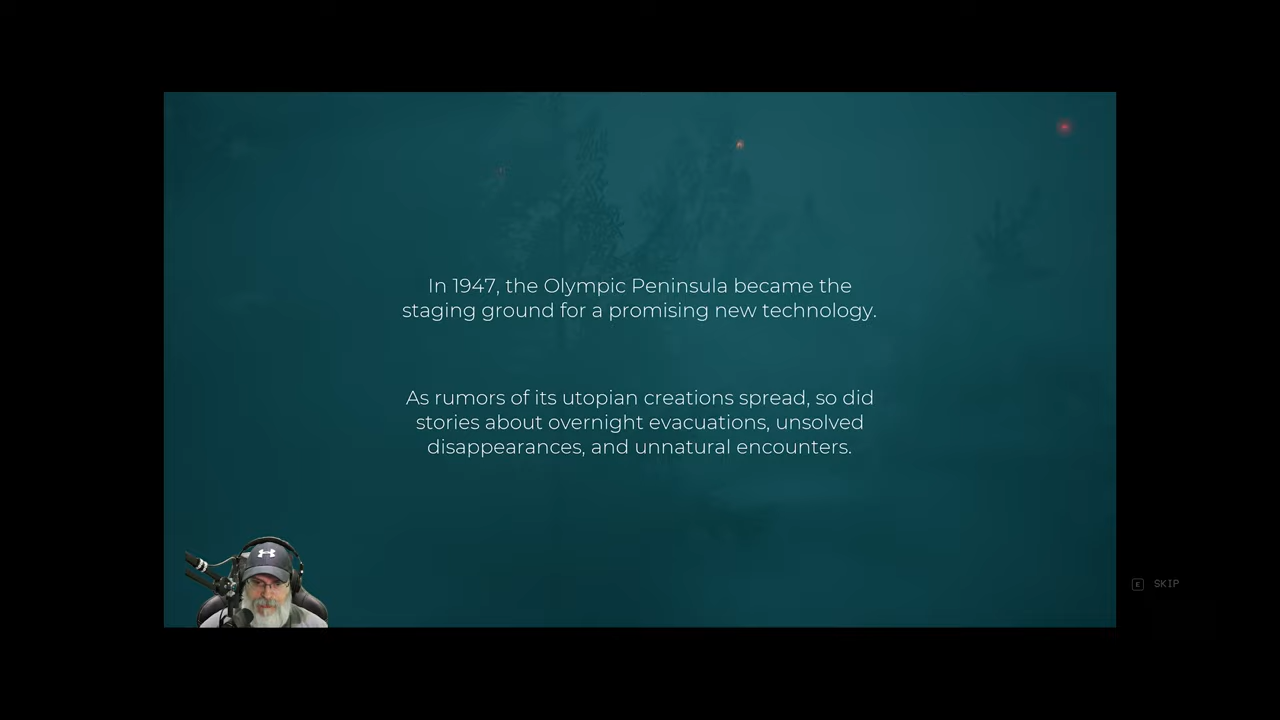 In 1947, the Olympic Peninsula became the
staging ground for a promising new technology.
As rumors of its utopian creations spread, so did
stories about overnight evacuations, unsolved
disappearances, and unnatural encounters.
E SKIP